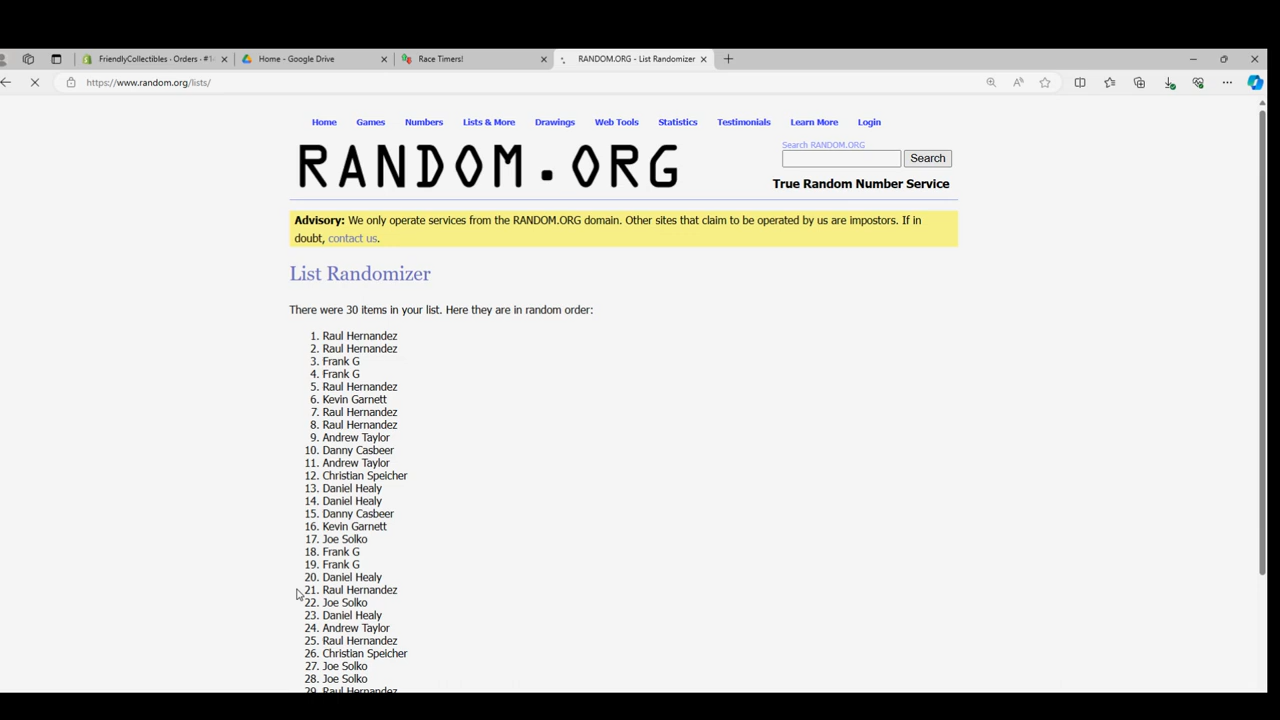 FriendlyCollectibles · Orders · #1
Home - Google Drive
Race Timers!
RANDOM.ORG - List Randomizer
https://www.random.org/lists/
Home Games Numbers Lists & More Drawings Web Tools Statistics Testimonials Learn More Login
Search RANDOM.ORG
RANDOM.ORG
Search
True Random Number Service
Advisory: We only operate services from the RANDOM.ORG domain. Other sites that claim to be operated by us are impostors. If in
doubt, contact us.
List Randomizer
There were 30 items in your list. Here they are in random order:
1. Raul Hernandez
2. Raul Hernandez
3. Frank G
4. Frank G
5. Raul Hernandez
6. Kevin Garnett
7. Raul Hernandez
8. Raul Hernandez
9. Andrew Taylor
10. Danny Casbeer
11. Andrew Taylor
12. Christian Speicher
13. Daniel Healy
14. Daniel Healy
15. Danny Casbeer
16. Kevin Garnett
17. Joe Solko
18. Frank G
19. Frank G
20. Daniel Healy
21. Raul Hernandez
22. Joe Solko
23. Daniel Healy
24. Andrew Taylor
25. Raul Hernandez
26. Christian Speicher
27. Joe Solko
28. Joe Solko
29. Raul Hernandez